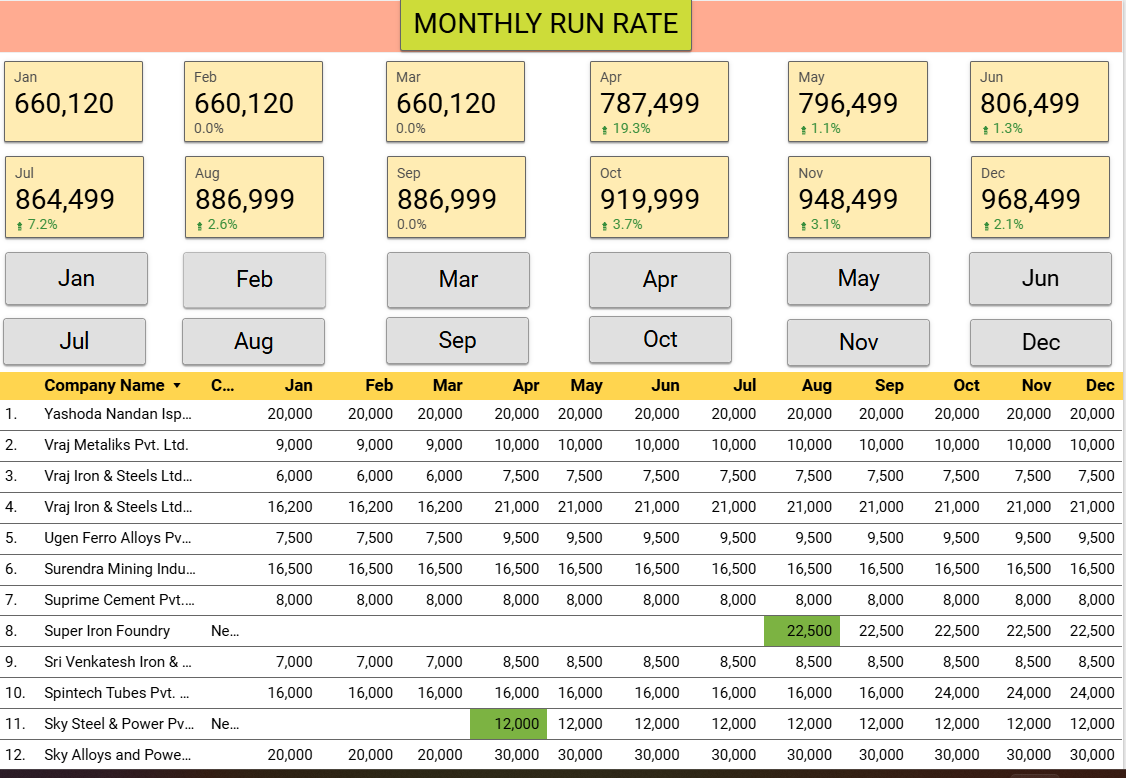 MONTHLY RUN RATE
Jan Feb Mar Apr May Jun
660,120 660,120 660,120 787,499 796,499 806,499
0.0% 0.0% 19.3% 1.1% 1.3%
Jul Aug Sep Oct Nov Dec
864,499 886,999 886,999 919,999 948,499 968,499
7.2% 2.6% 0.0% 3.7% 3.1% 2.1%
Jan Feb Mar Apr May Jun
Jul Aug Sep Oct Nov Dec
Company Name C... Jan Feb Mar Apr May Jun Jul Aug Sep Oct Nov Dec
1. Yashoda Nandan Isp... 20,000 20,000 20,000 20,000 20,000 20,000 20,000 20,000 20,000 20,000 20,000 20,000
2. Vraj Metaliks Pvt. Ltd. 9,000 9,000 9,000 10,000 10,000 10,000 10,000 10,000 10,000 10,000 10,000 10,000
3. Vraj Iron & Steels Ltd... 6,000 6,000 6,000 7,500 7,500 7,500 7,500 7,500 7,500 7,500 7,500 7,500
4. Vraj Iron & Steels Ltd... 16,200 16,200 16,200 21,000 21,000 21,000 21,000 21,000 21,000 21,000 21,000 21,000
5. Ugen Ferro Alloys Pv... 7,500 7,500 7,500 9,500 9,500 9,500 9,500 9,500 9,500 9,500 9,500 9,500
6. Surendra Mining Indu... 16,500 16,500 16,500 16,500 16,500 16,500 16,500 16,500 16,500 16,500 16,500 16,500
7. Suprime Cement Pvt.... 8,000 8,000 8,000 8,000 8,000 8,000 8,000 8,000 8,000 8,000 8,000 8,000
8. Super Iron Foundry Ne... 22,500 22,500 22,500 22,500 22,500
9. Sri Venkatesh Iron & ... 7,000 7,000 7,000 8,500 8,500 8,500 8,500 8,500 8,500 8,500 8,500 8,500
10. Spintech Tubes Pvt. ... 16,000 16,000 16,000 16,000 16,000 16,000 16,000 16,000 16,000 24,000 24,000 24,000
11. Sky Steel & Power Pv... Ne... 12,000 12,000 12,000 12,000 12,000 12,000 12,000 12,000 12,000
12. Sky Alloys and Powe... 20,000 20,000 20,000 30,000 30,000 30,000 30,000 30,000 30,000 30,000 30,000 30,000